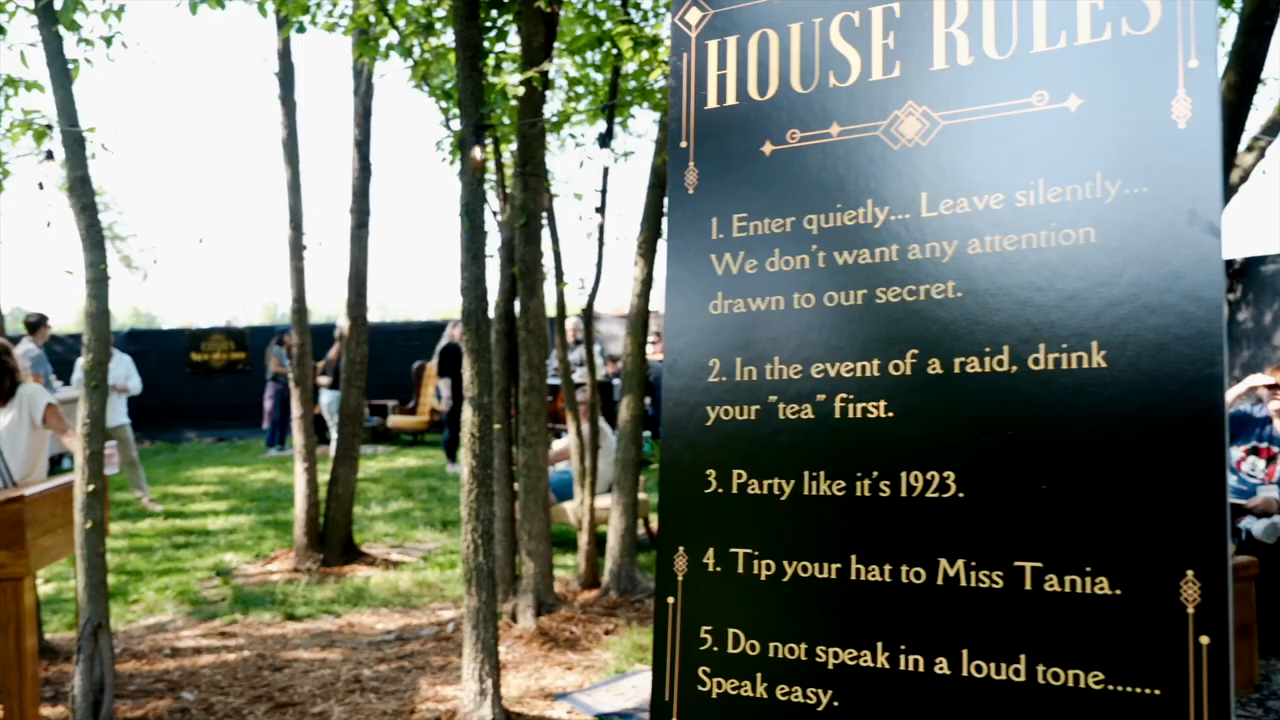 HOUSE RULES
1. Enter quietly... Leave silently...
We don't want any attention
drawn to our secret.
2. In the event of a raid, drink
your "tea" first.
3. Party like it's 1923.
4. Tip your hat to Miss Tania.
5. Do not speak in a loud tone......
Speak easy.